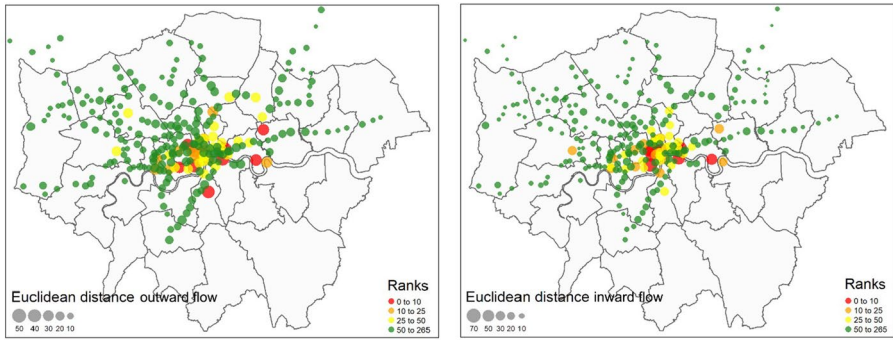 Euclidean distance outward flow
50 40 30 20 10
Ranks
0 to 10
10 to 25
25 to 50
50 to 265
Euclidean distance inward flow
70 50 30 20 10
Ranks
0 to 10
10 to 25
25 to 50
50 to 265